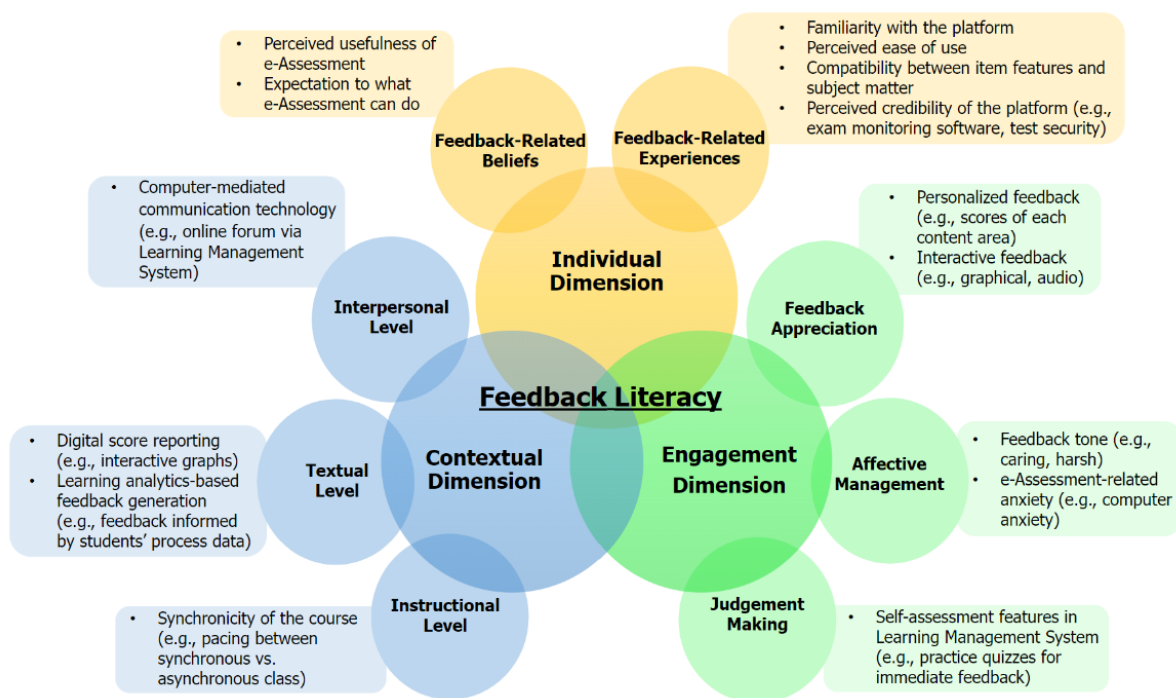 • Perceived usefulness of
e-Assessment
• Expectation to what
e-Assessment can do
• Familiarity with the platform
• Perceived ease of use
• Compatibility between item features and
subject matter
• Perceived credibility of the platform (e.g.,
exam monitoring software, test security)
Feedback-Related
Beliefs
Feedback-Related
Experiences
• Computer-mediated
communication technology
(e.g., online forum via
Learning Management
System)
• Personalized feedback
(e.g., scores of each
content area)
• Interactive feedback
(e.g., graphical, audio)
Individual
Dimension
Interpersonal
Level
Feedback
Appreciation
Feedback Literacy
• Digital score reporting
(e.g., interactive graphs)
• Learning analytics-based
feedback generation
(e.g., feedback informed
by students’ process data)
Textual
Level
Contextual
Dimension
Engagement
Dimension
Affective
Management
• Feedback tone (e.g.,
caring, harsh)
• e-Assessment-related
anxiety (e.g., computer
anxiety)
Instructional
Level
Judgement
Making
• Synchronicity of the course
(e.g., pacing between
synchronous vs.
asynchronous class)
• Self-assessment features in
Learning Management System
(e.g., practice quizzes for
immediate feedback)